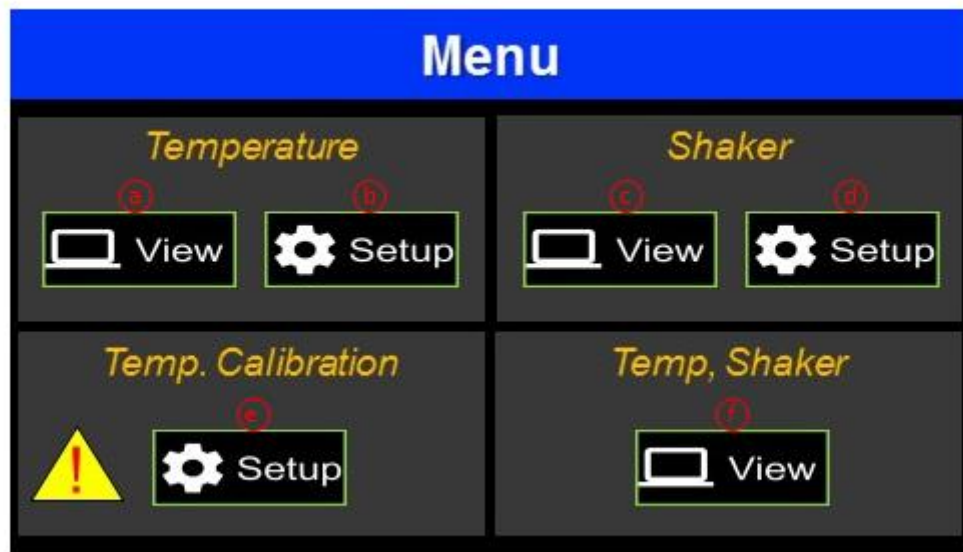 Menu
Temperature
ⓐ ⓑ
View Setup
Shaker
ⓒ ⓓ
View Setup
Temp. Calibration
ⓔ
! Setup
Temp, Shaker
ⓕ
View